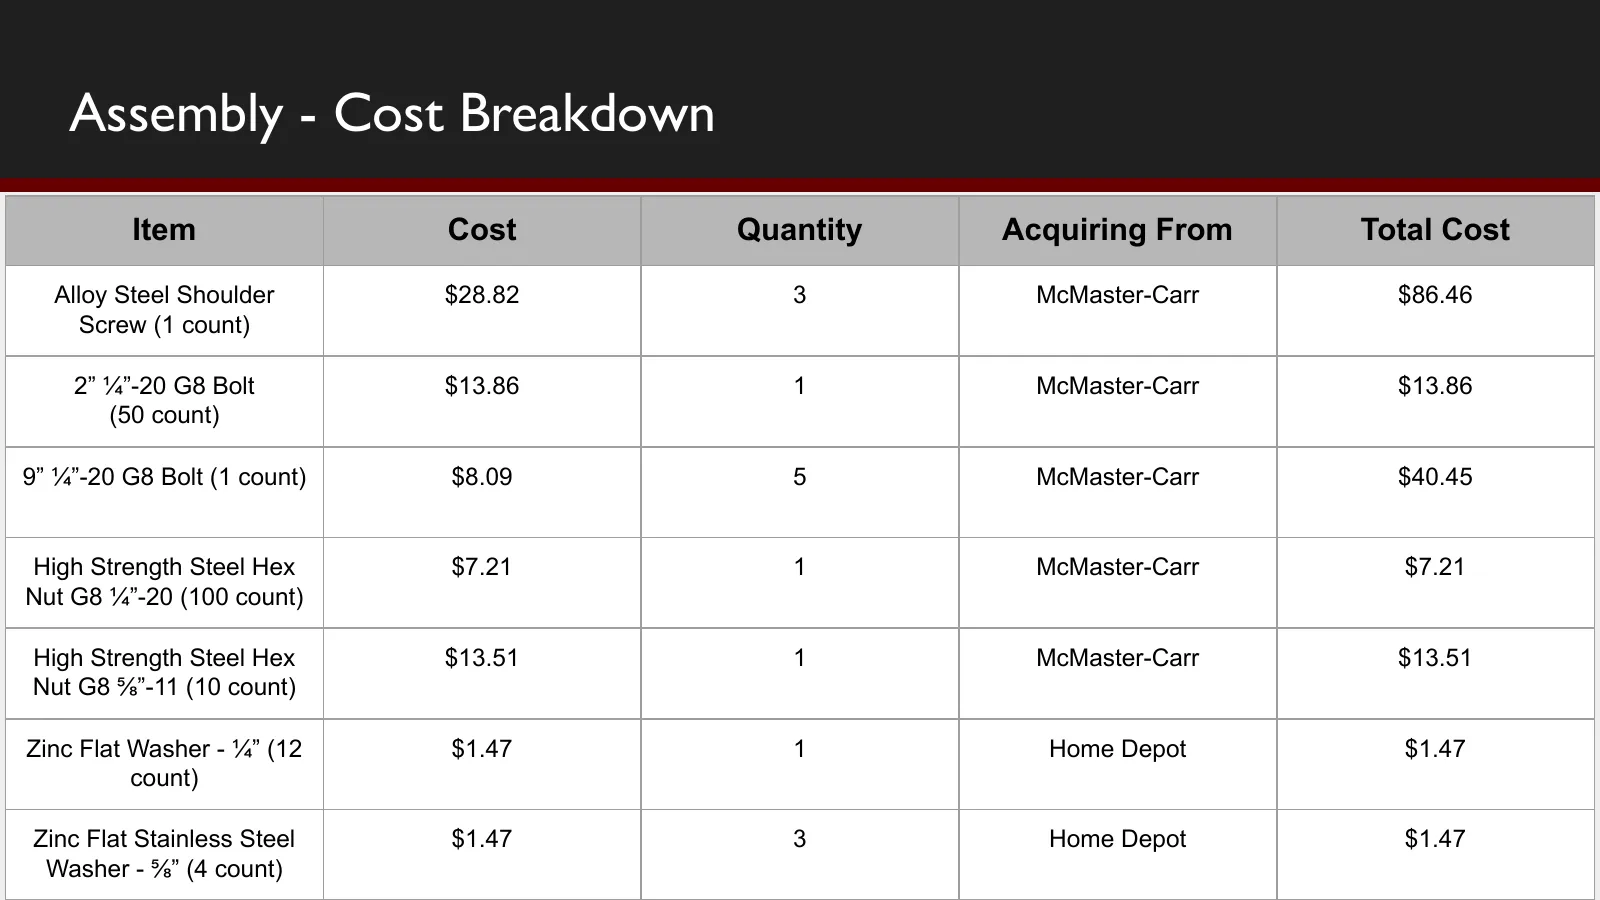 Assembly - Cost Breakdown
Item Cost Quantity Acquiring From Total Cost
Alloy Steel Shoulder $28.82 3 McMaster-Carr $86.46
Screw (1 count)
2” ¼”-20 G8 Bolt $13.86 1 McMaster-Carr $13.86
(50 count)
9” ¼”-20 G8 Bolt (1 count) $8.09 5 McMaster-Carr $40.45
High Strength Steel Hex $7.21 1 McMaster-Carr $7.21
Nut G8 ¼”-20 (100 count)
High Strength Steel Hex $13.51 1 McMaster-Carr $13.51
Nut G8 ⅝”-11 (10 count)
Zinc Flat Washer - ¼” (12 $1.47 1 Home Depot $1.47
count)
Zinc Flat Stainless Steel $1.47 3 Home Depot $1.47
Washer - ⅝” (4 count)